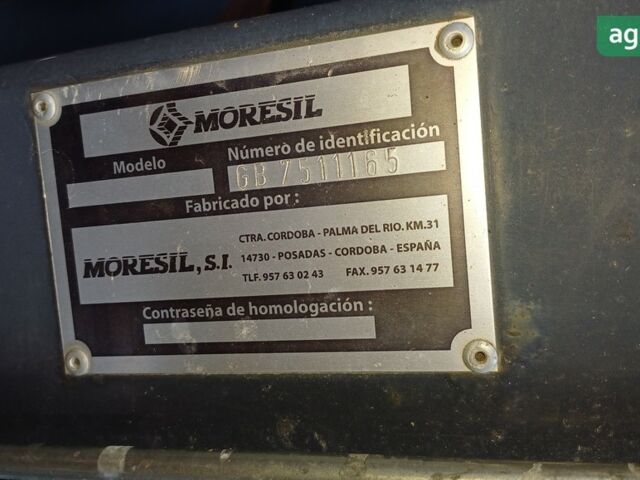 ag
MORESIL
Modelo
Número de identificación
GB7511165
Fabricado por :
MORESIL, S.I.
CTRA. CORDOBA - PALMA DEL RIO. KM.31
14730 - POSADAS - CORDOBA - ESPAÑA
TLF. 957 63 02 43 FAX. 957 63 14 77
Contraseña de homologación :